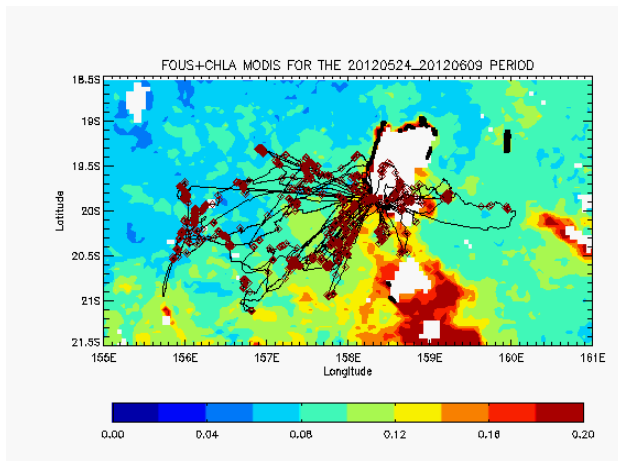 FOUS+CHLA MODIS FOR THE 20120524_20120609 PERIOD
18.5S
19S
19.5S
20S
20.5S
21S
21.5S
Latitude
155E 156E 157E 158E 159E 160E 161E
Longitude
0.00 0.04 0.08 0.12 0.16 0.20